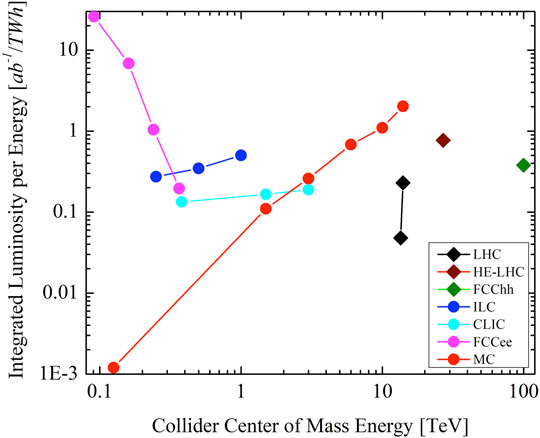 Integrated Luminosity per Energy [ab⁻¹/TWh]
10
1
0.1
0.01
1E-3
LHC
HE-LHC
FCChh
ILC
CLIC
FCCee
MC
0.1 1 10 100
Collider Center of Mass Energy [TeV]